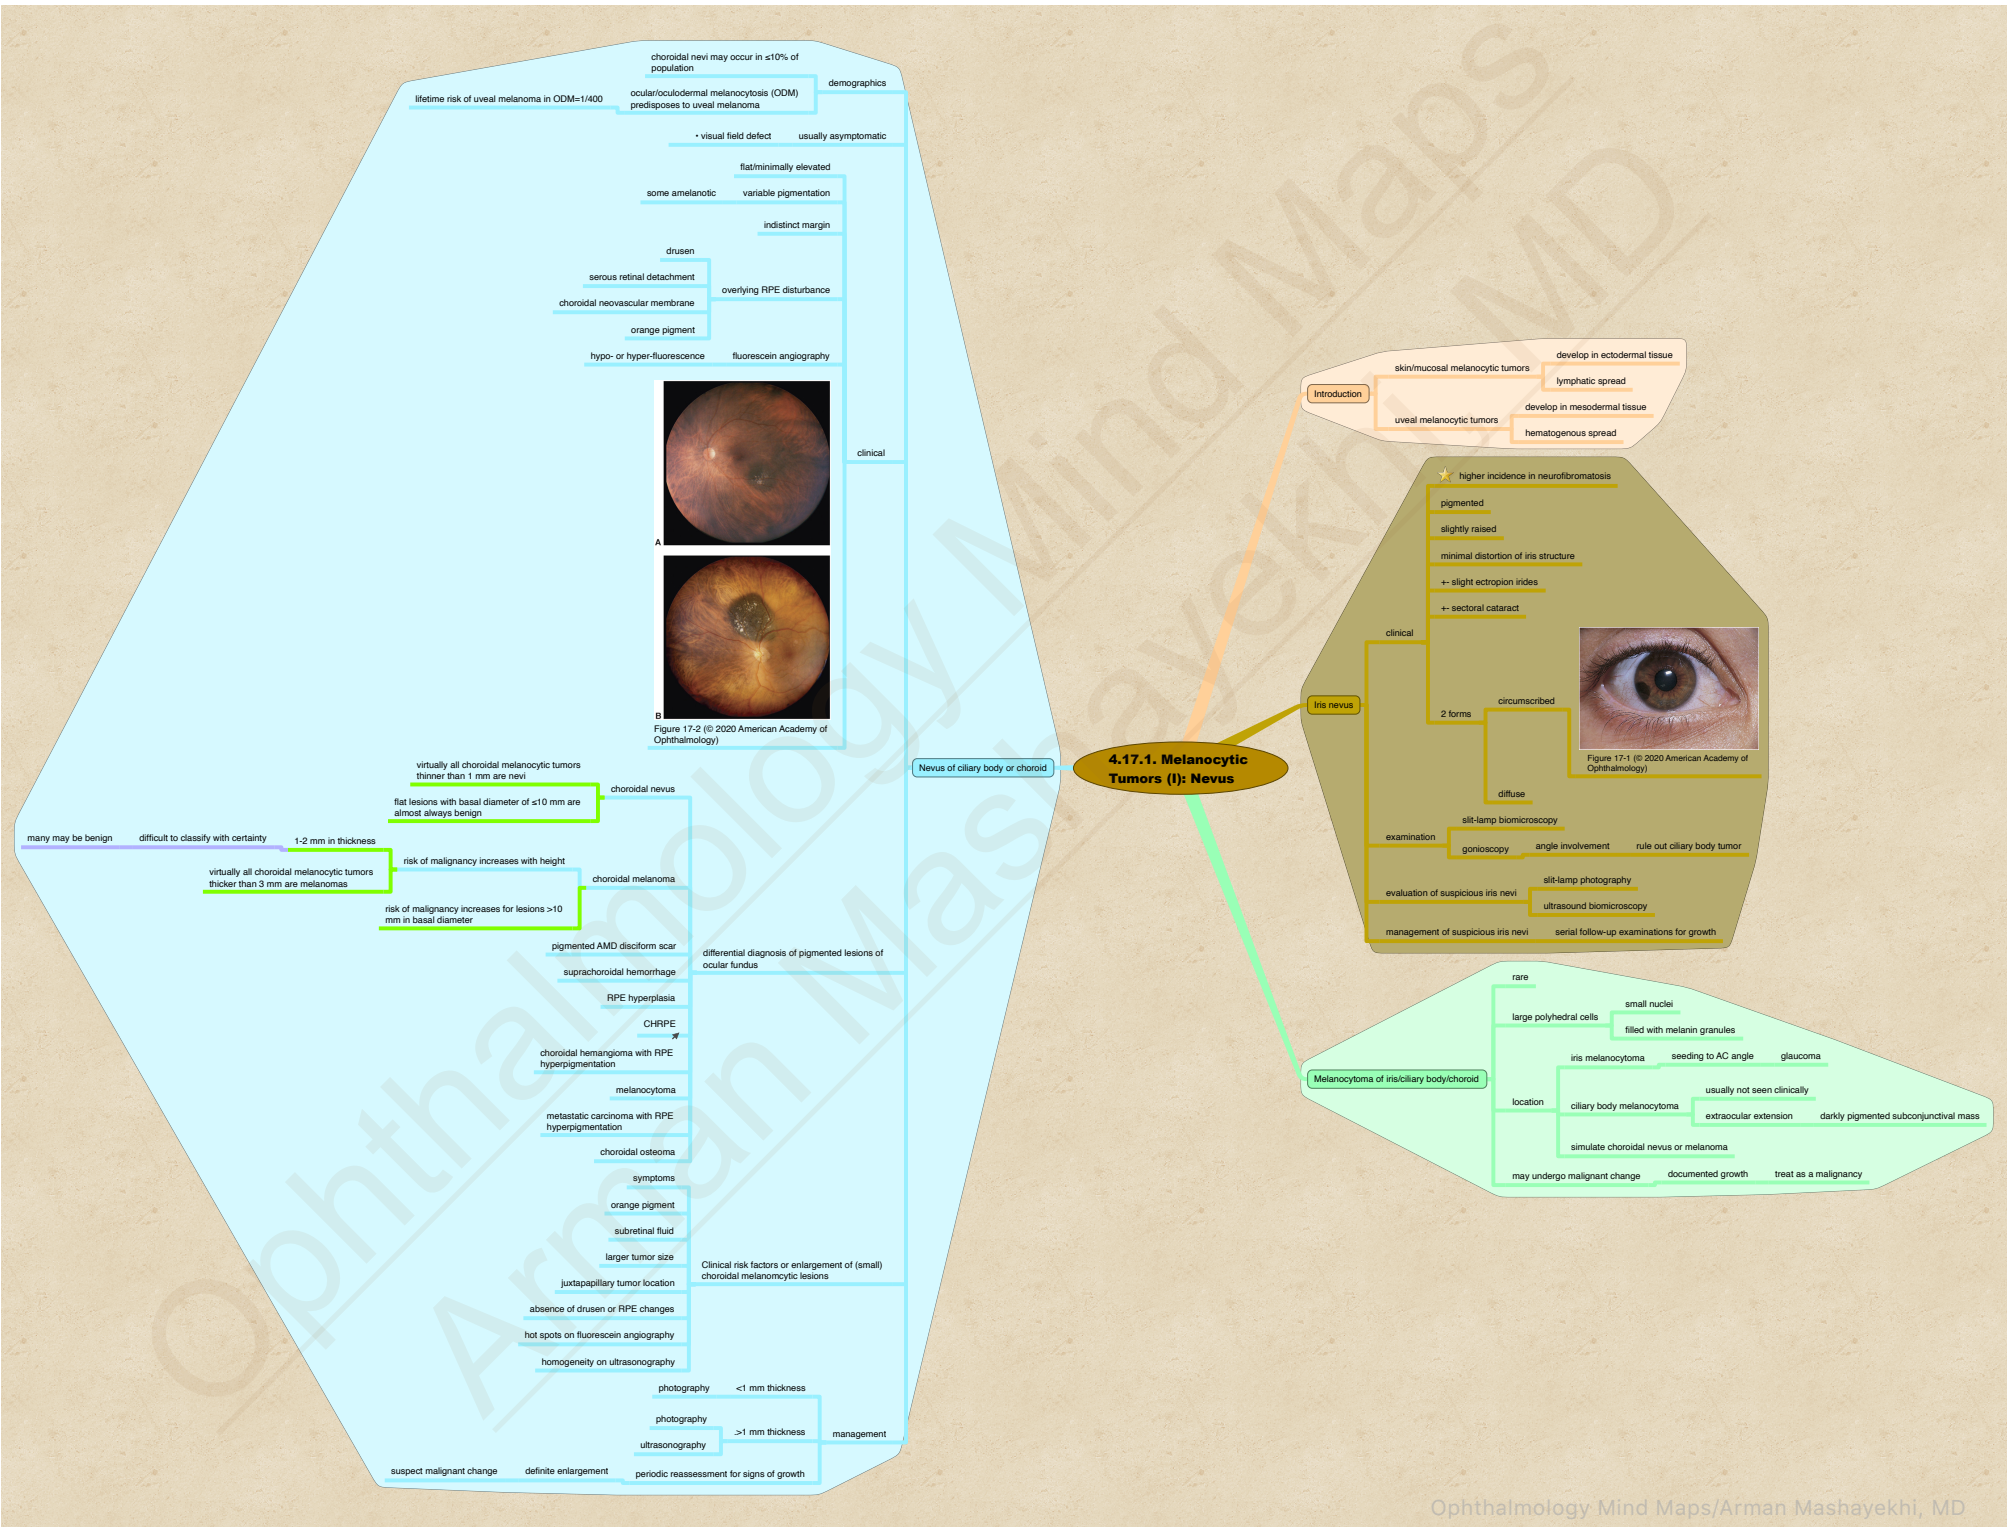 4.17.1. Melanocytic
Tumors (I): Nevus
Introduction
skin/mucosal melanocytic tumors
develop in ectodermal tissue
lymphatic spread
uveal melanocytic tumors
develop in mesodermal tissue
hematogenous spread
Iris nevus
clinical
higher incidence in neurofibromatosis
pigmented
slightly raised
minimal distortion of iris structure
+- slight ectropion irides
+- sectoral cataract
2 forms
circumscribed
Figure 17-1 (© 2020 American Academy of
Ophthalmology)
diffuse
examination
slit-lamp biomicroscopy
gonioscopy
angle involvement
rule out ciliary body tumor
evaluation of suspicious iris nevi
slit-lamp photography
ultrasound biomicroscopy
management of suspicious iris nevi
serial follow-up examinations for growth
Melanocytoma of iris/ciliary body/choroid
rare
large polyhedral cells
small nuclei
filled with melanin granules
location
iris melanocytoma
seeding to AC angle
glaucoma
ciliary body melanocytoma
usually not seen clinically
extraocular extension
darkly pigmented subconjunctival mass
simulate choroidal nevus or melanoma
may undergo malignant change
documented growth
treat as a malignancy
Nevus of ciliary body or choroid
demographics
choroidal nevi may occur in ≤10% of
population
ocular/oculodermal melanocytosis (ODM)
predisposes to uveal melanoma
lifetime risk of uveal melanoma in ODM=1/400
usually asymptomatic
• visual field defect
clinical
flat/minimally elevated
variable pigmentation
some amelanotic
indistinct margin
overlying RPE disturbance
drusen
serous retinal detachment
choroidal neovascular membrane
orange pigment
fluorescein angiography
hypo- or hyper-fluorescence
A
B
Figure 17-2 (© 2020 American Academy of
Ophthalmology)
differential diagnosis of pigmented lesions of
ocular fundus
choroidal nevus
virtually all choroidal melanocytic tumors
thinner than 1 mm are nevi
flat lesions with basal diameter of ≤10 mm are
almost always benign
choroidal melanoma
risk of malignancy increases with height
1-2 mm in thickness
difficult to classify with certainty
many may be benign
virtually all choroidal melanocytic tumors
thicker than 3 mm are melanomas
risk of malignancy increases for lesions >10
mm in basal diameter
pigmented AMD disciform scar
suprachoroidal hemorrhage
RPE hyperplasia
CHRPE
choroidal hemangioma with RPE
hyperpigmentation
melanocytoma
metastatic carcinoma with RPE
hyperpigmentation
choroidal osteoma
Clinical risk factors or enlargement of (small)
choroidal melanomcytic lesions
symptoms
orange pigment
subretinal fluid
larger tumor size
juxtapapillary tumor location
absence of drusen or RPE changes
hot spots on fluorescein angiography
homogeneity on ultrasonography
management
<1 mm thickness
photography
.>1 mm thickness
photography
ultrasonography
periodic reassessment for signs of growth
definite enlargement
suspect malignant change
Ophthalmology Mind Maps
Arman Mashayekhi, MD
Ophthalmology Mind Maps/Arman Mashayekhi, MD